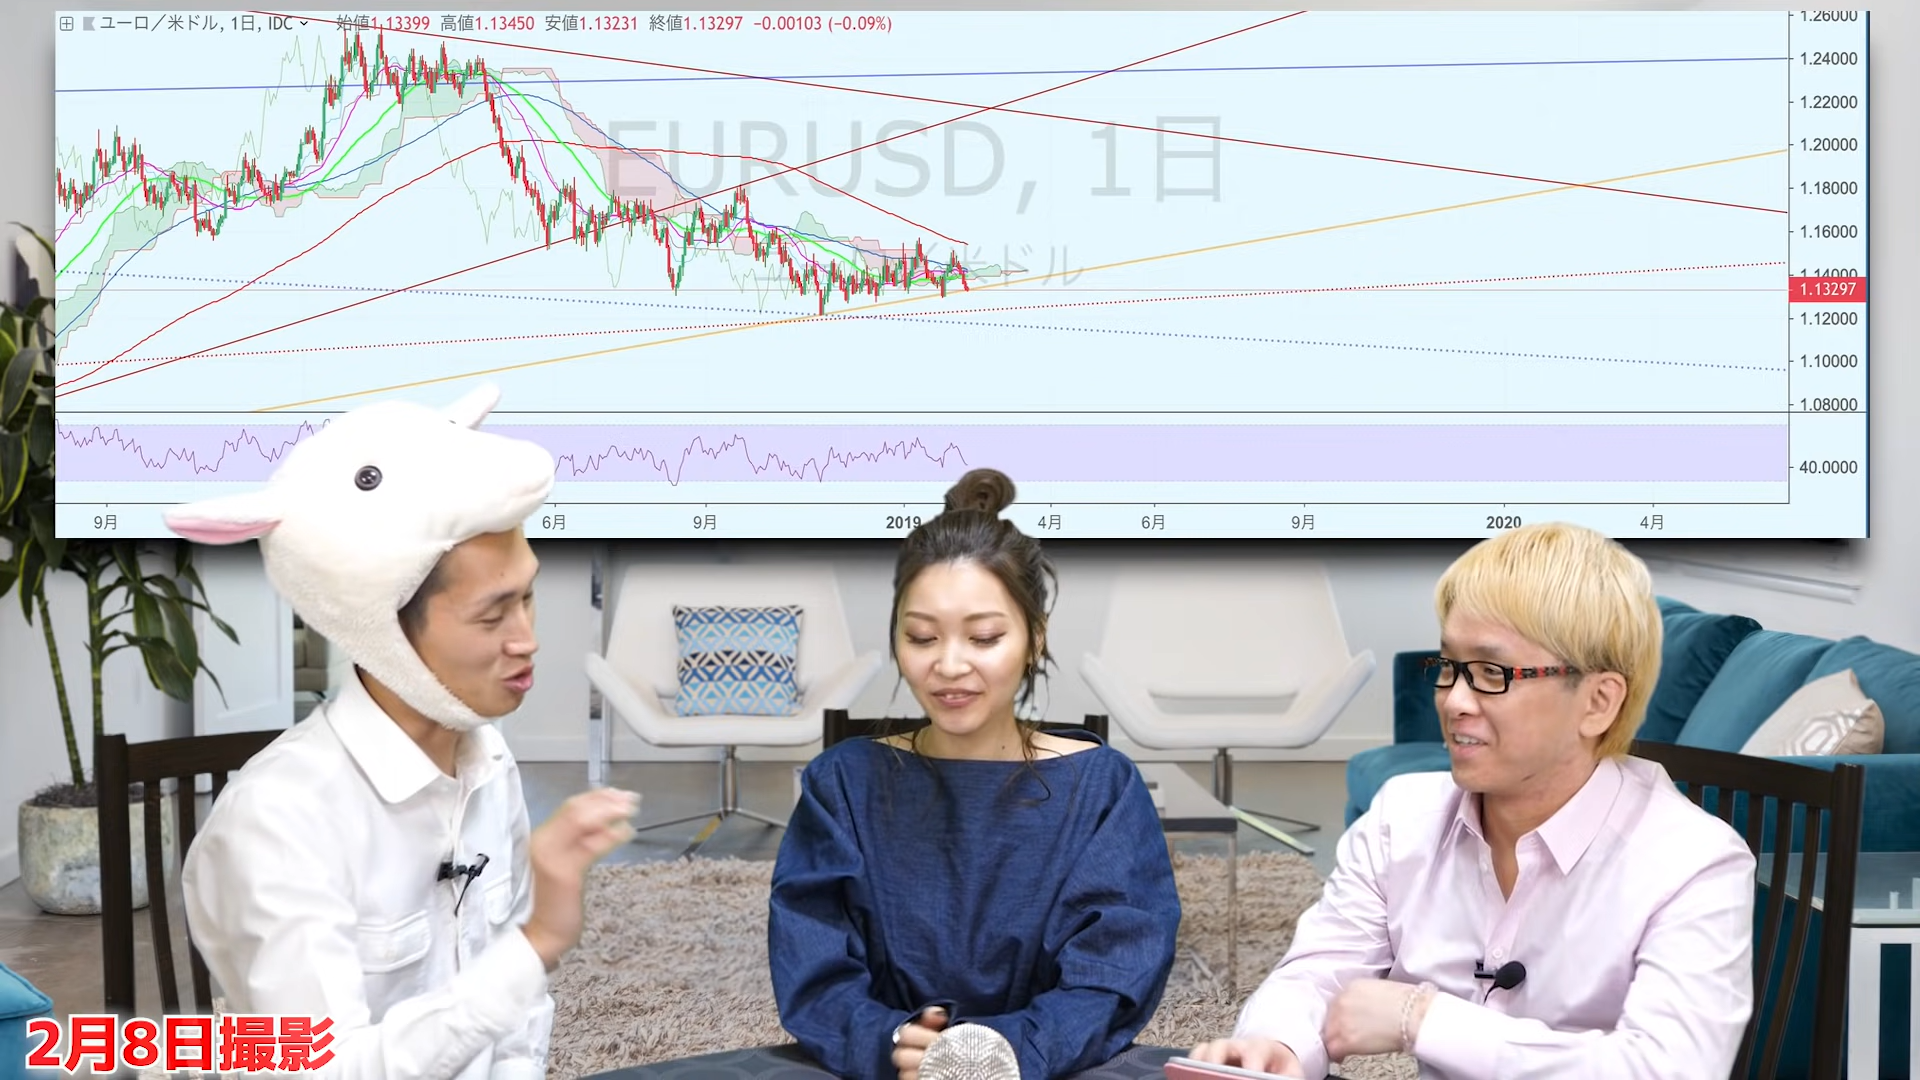 ユーロ／米ドル, 1日, IDC 始値1.13399 高値1.13450 安値1.13231 終値1.13297 −0.00103 (−0.09%)
EURUSD, 1日
米ドル
1.26000
1.24000
1.22000
1.20000
1.18000
1.16000
1.14000
1.13297
1.12000
1.10000
1.08000
40.0000
9月 6月 9月 2019 4月 6月 9月 2020 4月
2月8日撮影